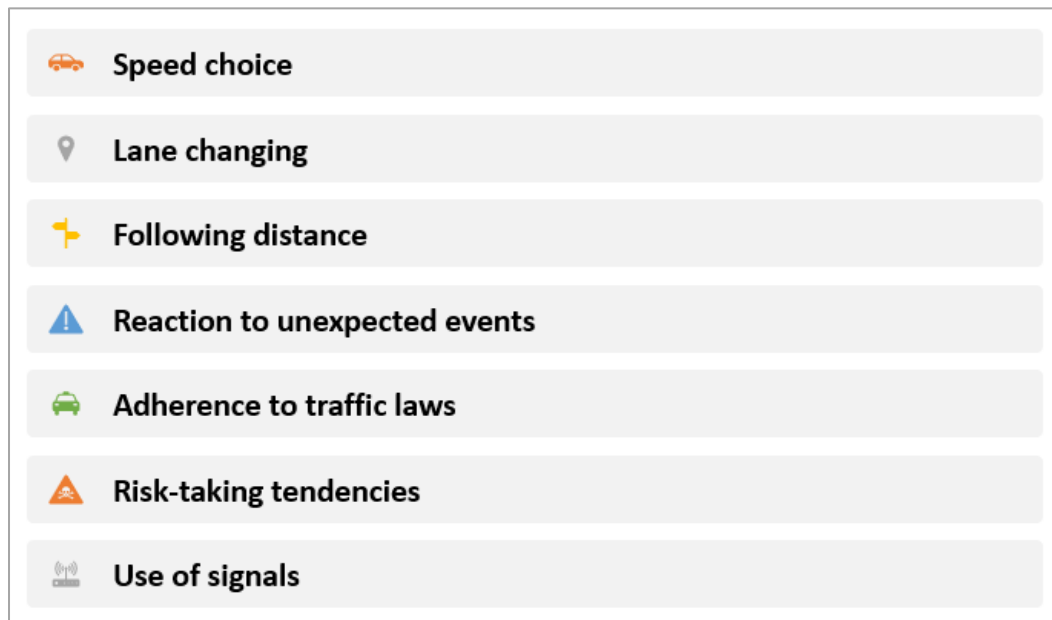 Speed choice
Lane changing
Following distance
Reaction to unexpected events
Adherence to traffic laws
Risk-taking tendencies
Use of signals